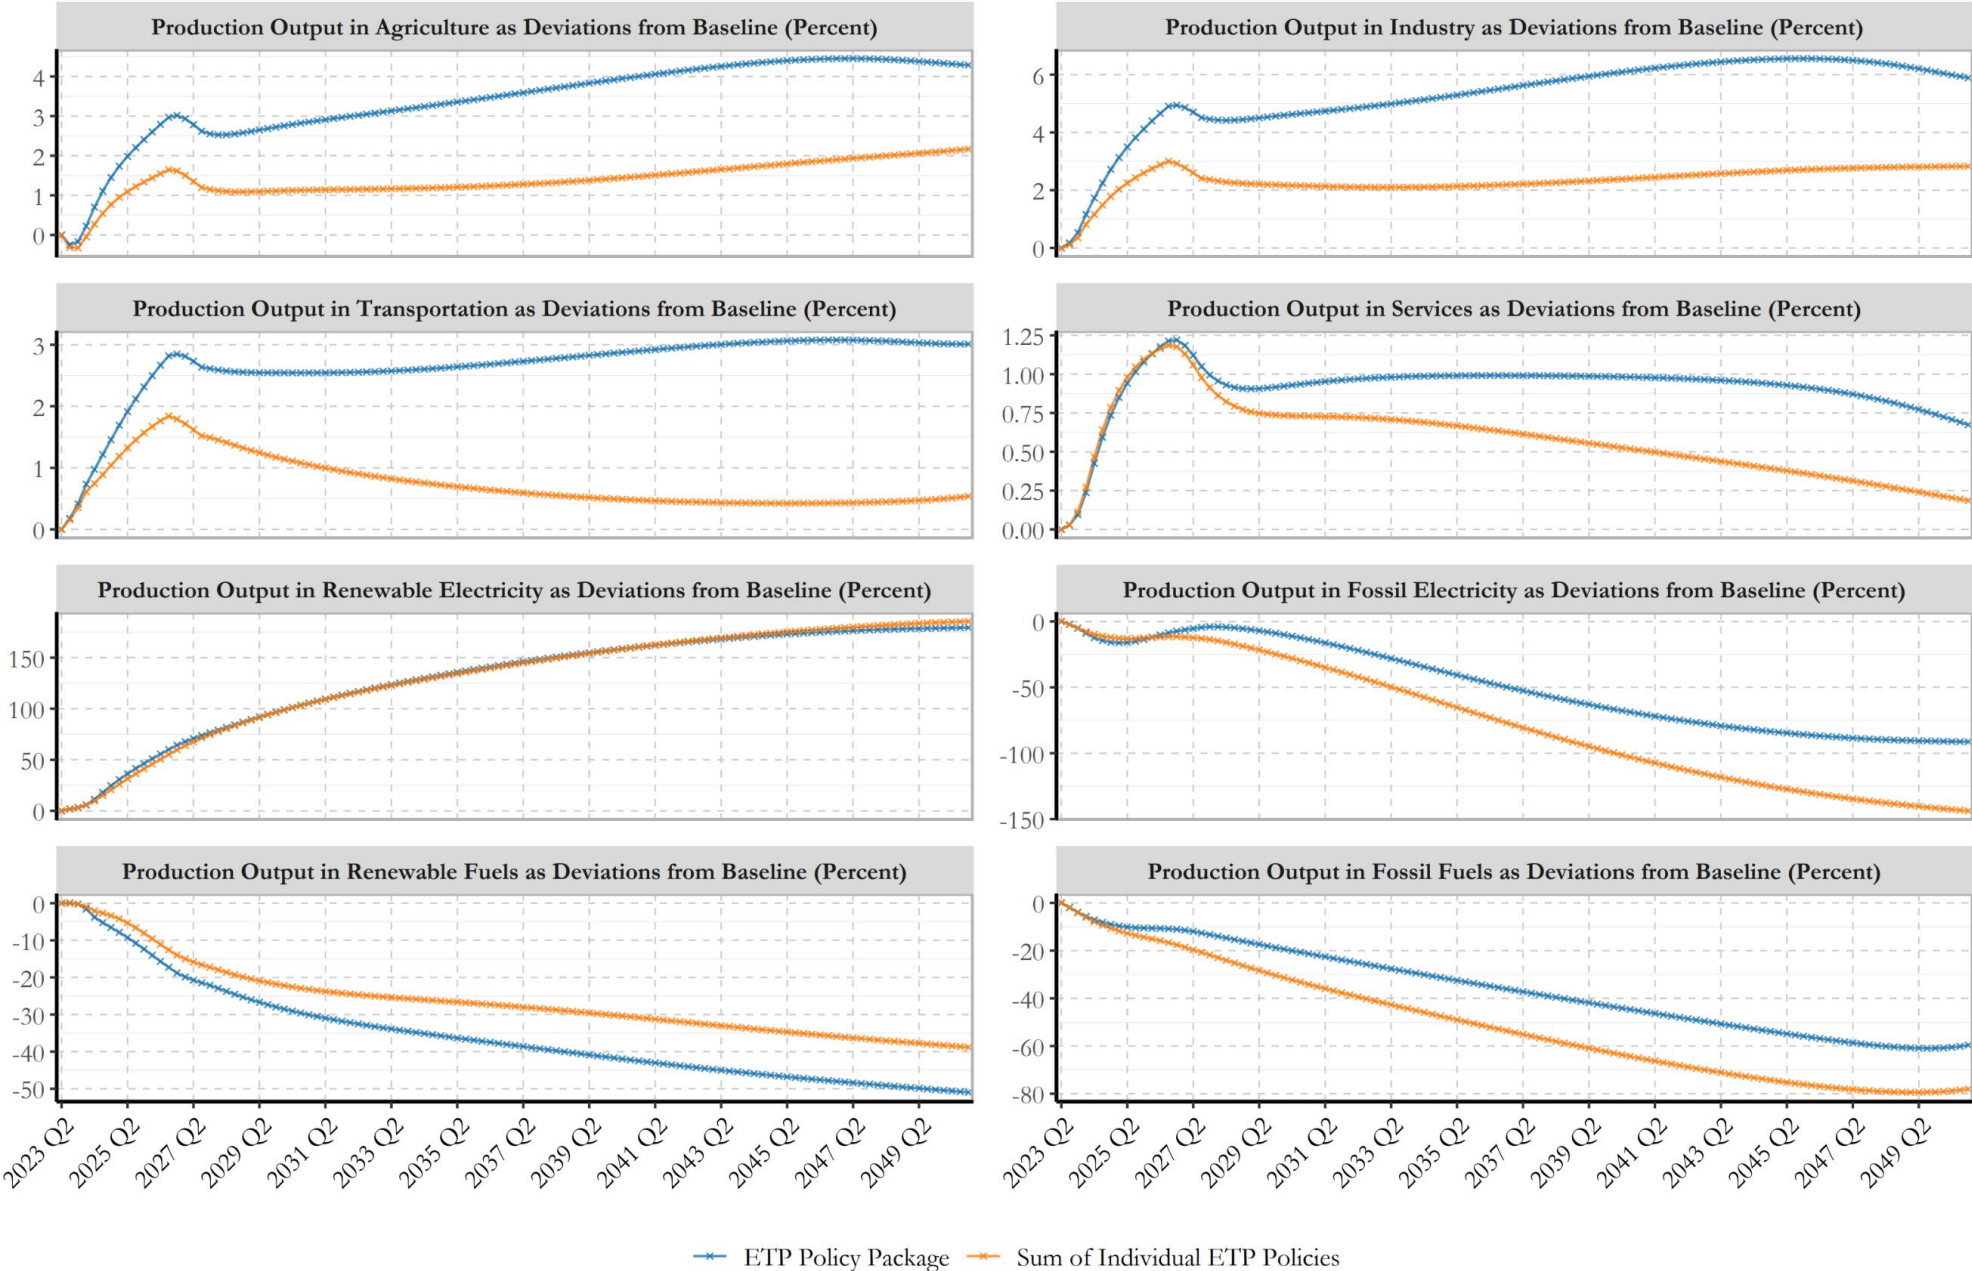 Production Output in Agriculture as Deviations from Baseline (Percent)
4
3
2
1
0
Production Output in Industry as Deviations from Baseline (Percent)
6
4
2
0
Production Output in Transportation as Deviations from Baseline (Percent)
3
2
1
0
Production Output in Services as Deviations from Baseline (Percent)
1.25
1.00
0.75
0.50
0.25
0.00
Production Output in Renewable Electricity as Deviations from Baseline (Percent)
150
100
50
0
Production Output in Fossil Electricity as Deviations from Baseline (Percent)
0
-50
-100
-150
Production Output in Renewable Fuels as Deviations from Baseline (Percent)
0
-10
-20
-30
-40
-50
2023 Q2
2025 Q2
2027 Q2
2029 Q2
2031 Q2
2033 Q2
2035 Q2
2037 Q2
2039 Q2
2041 Q2
2043 Q2
2045 Q2
2047 Q2
2049 Q2
Production Output in Fossil Fuels as Deviations from Baseline (Percent)
0
-20
-40
-60
-80
2023 Q2
2025 Q2
2027 Q2
2029 Q2
2031 Q2
2033 Q2
2035 Q2
2037 Q2
2039 Q2
2041 Q2
2043 Q2
2045 Q2
2047 Q2
2049 Q2
ETP Policy Package
Sum of Individual ETP Policies